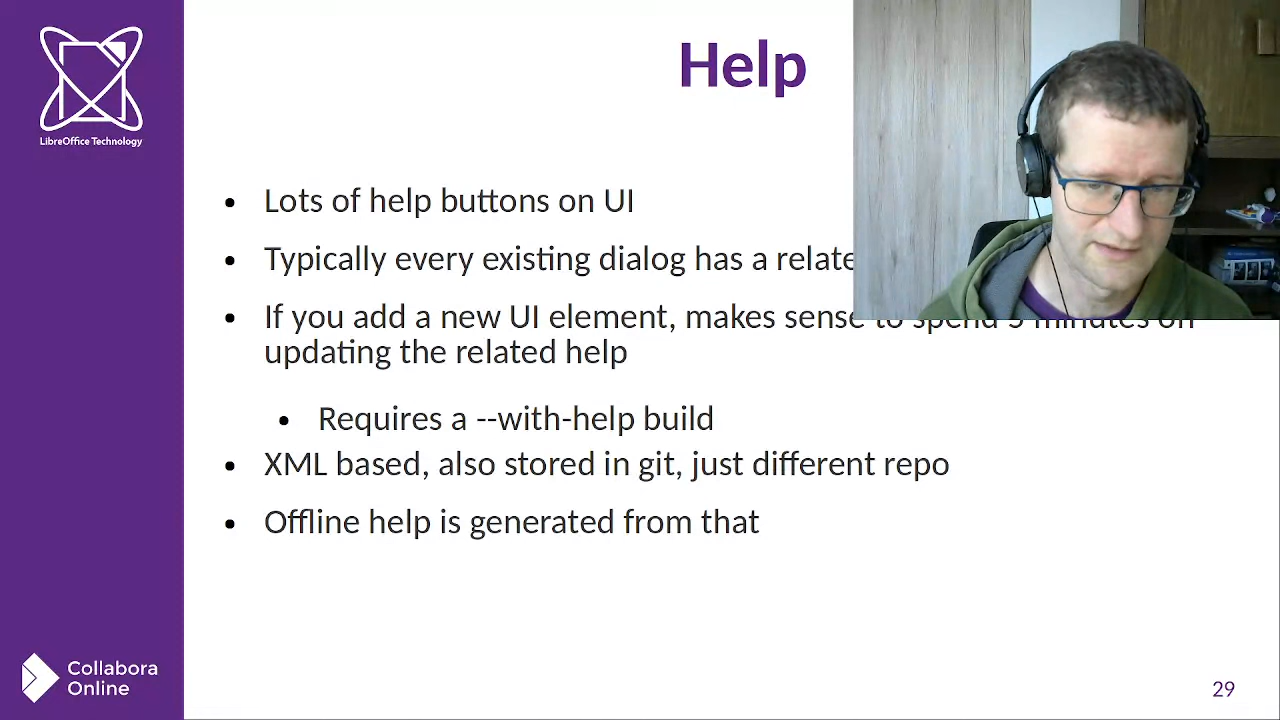 LibreOffice Technology
Help
• Lots of help buttons on UI
• Typically every existing dialog has a relate
• If you add a new UI element, makes sense to spend 5 minutes on
updating the related help
• Requires a --with-help build
• XML based, also stored in git, just different repo
• Offline help is generated from that
Collabora
Online
29